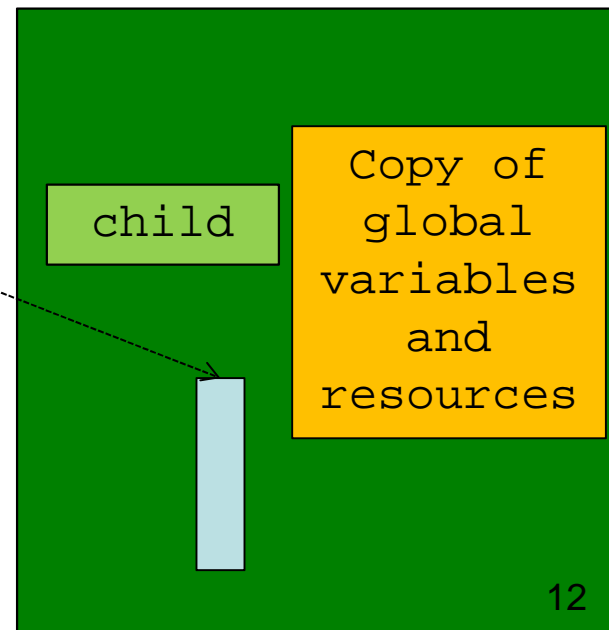 child
Copy of
global
variables
and
resources
12